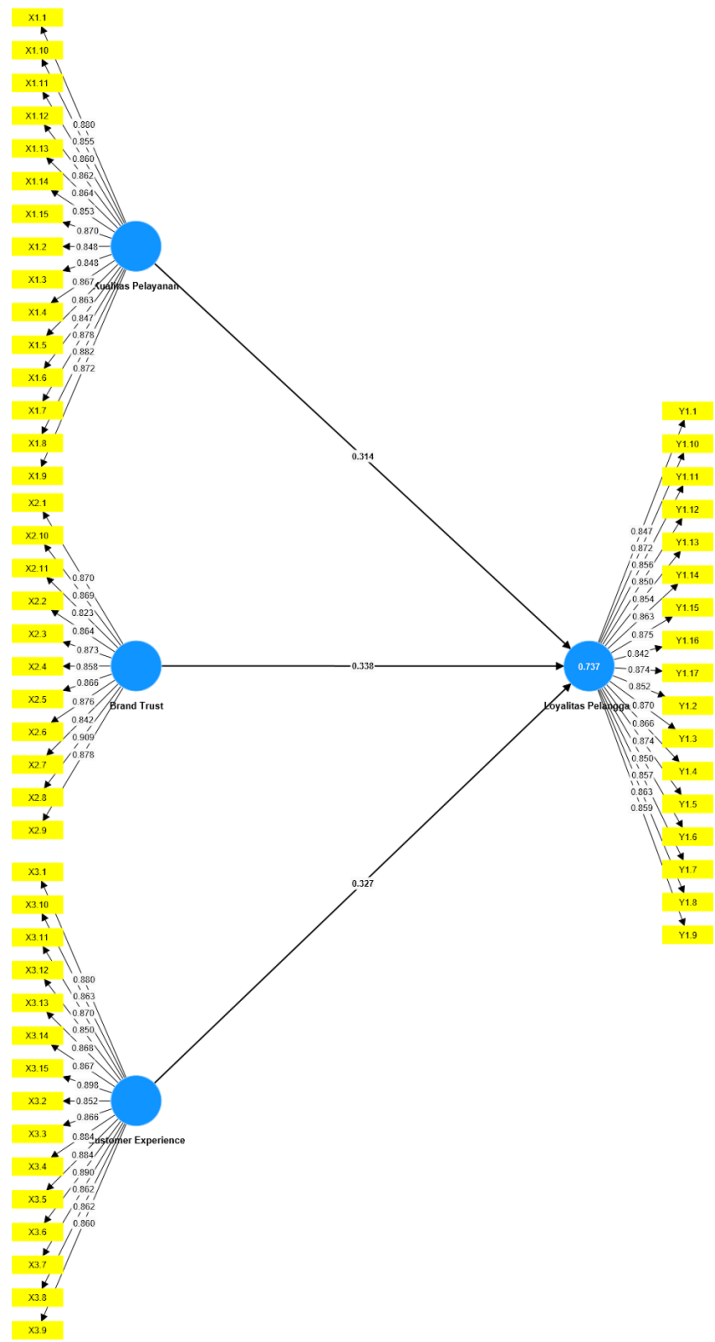 X1.1
X1.10
X1.11
X1.12
X1.13
X1.14
X1.15
X1.2
X1.3
X1.4
X1.5
X1.6
X1.7
X1.8
X1.9
0.880
0.855
0.860
0.862
0.864
0.853
0.870
0.848
0.848
0.867
0.863
0.847
0.878
0.882
0.872
Kualitas Pelayanan
0.314
X2.1
X2.10
X2.11
X2.2
X2.3
X2.4
X2.5
X2.6
X2.7
X2.8
X2.9
0.870
0.869
0.823
0.864
0.873
0.858
0.866
0.876
0.842
0.909
0.878
Brand Trust
0.338
X3.1
X3.10
X3.11
X3.12
X3.13
X3.14
X3.15
X3.2
X3.3
X3.4
X3.5
X3.6
X3.7
X3.8
X3.9
0.880
0.863
0.870
0.850
0.868
0.867
0.898
0.852
0.866
0.884
0.884
0.890
0.862
0.862
0.860
Customer Experience
0.327
0.737
Loyalitas Pelangga
0.847
0.872
0.856
0.850
0.854
0.863
0.875
0.842
0.874
0.852
0.870
0.866
0.874
0.850
0.857
0.863
0.859
Y1.1
Y1.10
Y1.11
Y1.12
Y1.13
Y1.14
Y1.15
Y1.16
Y1.17
Y1.2
Y1.3
Y1.4
Y1.5
Y1.6
Y1.7
Y1.8
Y1.9